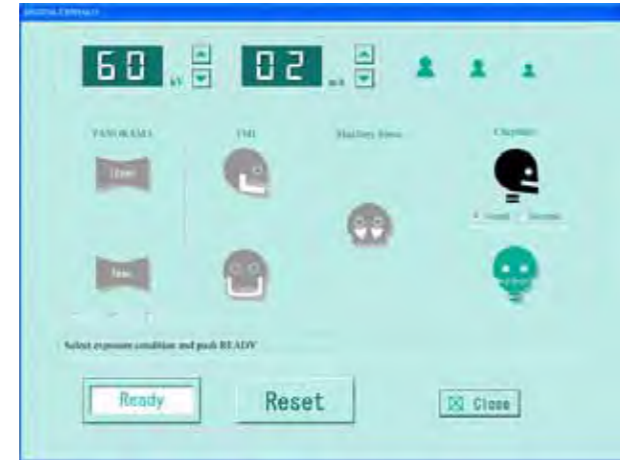 60 kV 02 mA
PANORAMA TMJ Maxillary Sinus Cephalo
Select exposure condition and push READY
Ready Reset Close